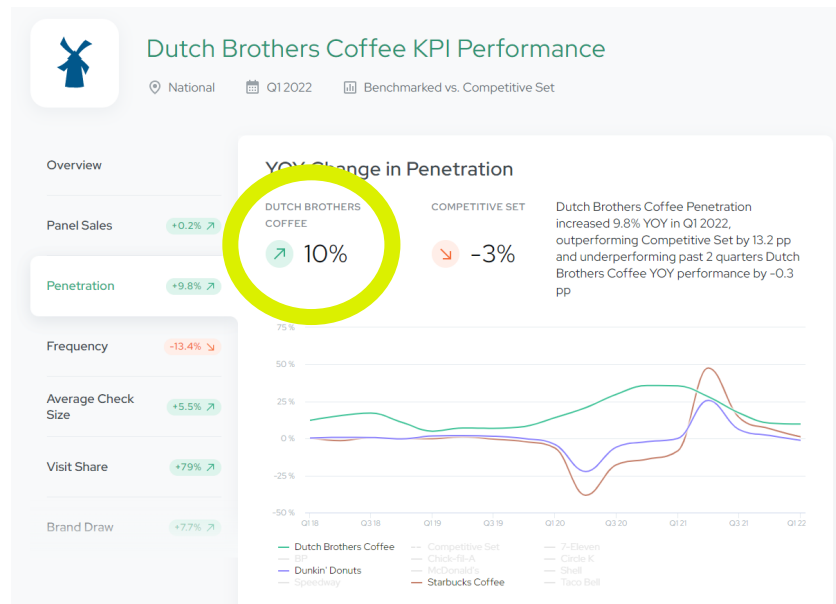 Dutch Brothers Coffee KPI Performance
National Q1 2022 Benchmarked vs. Competitive Set
Overview
Panel Sales +0.2%
Penetration +9.8%
Frequency -13.4%
Average Check
Size
+5.5%
Visit Share +79%
Brand Draw +7.7%
YOY Change in Penetration
DUTCH BROTHERS
COFFEE
10%
COMPETITIVE SET
-3%
Dutch Brothers Coffee Penetration
increased 9.8% YOY in Q1 2022,
outperforming Competitive Set by 13.2 pp
and underperforming past 2 quarters Dutch
Brothers Coffee YOY performance by -0.3
pp
75%
50%
25%
0%
-25%
-50%
Q1 18 Q3 18 Q1 19 Q3 19 Q1 20 Q3 20 Q1 21 Q3 21 Q1 22
Dutch Brothers Coffee Competitive Set 7-Eleven
BP Chick-fil-A Circle K
Dunkin' Donuts McDonald's Shell
Speedway Starbucks Coffee Taco Bell